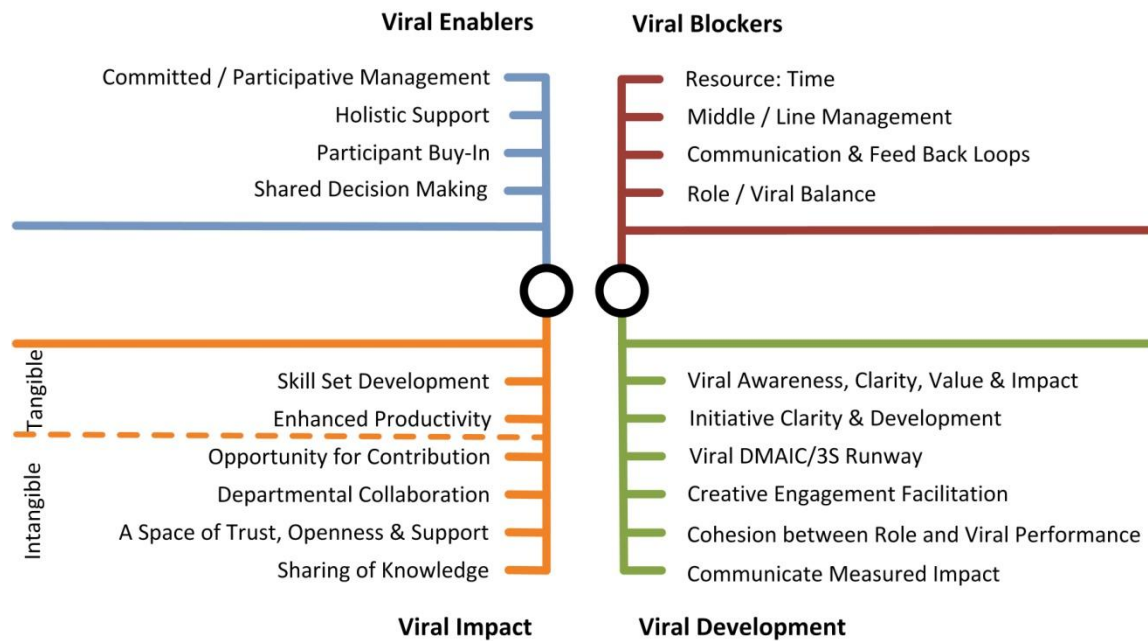 Viral Enablers
Committed / Participative Management
Holistic Support
Participant Buy-In
Shared Decision Making
Viral Blockers
Resource: Time
Middle / Line Management
Communication & Feed Back Loops
Role / Viral Balance
Tangible
Skill Set Development
Enhanced Productivity
Intangible
Opportunity for Contribution
Departmental Collaboration
A Space of Trust, Openness & Support
Sharing of Knowledge
Viral Impact
Viral Awareness, Clarity, Value & Impact
Initiative Clarity & Development
Viral DMAIC/3S Runway
Creative Engagement Facilitation
Cohesion between Role and Viral Performance
Communicate Measured Impact
Viral Development